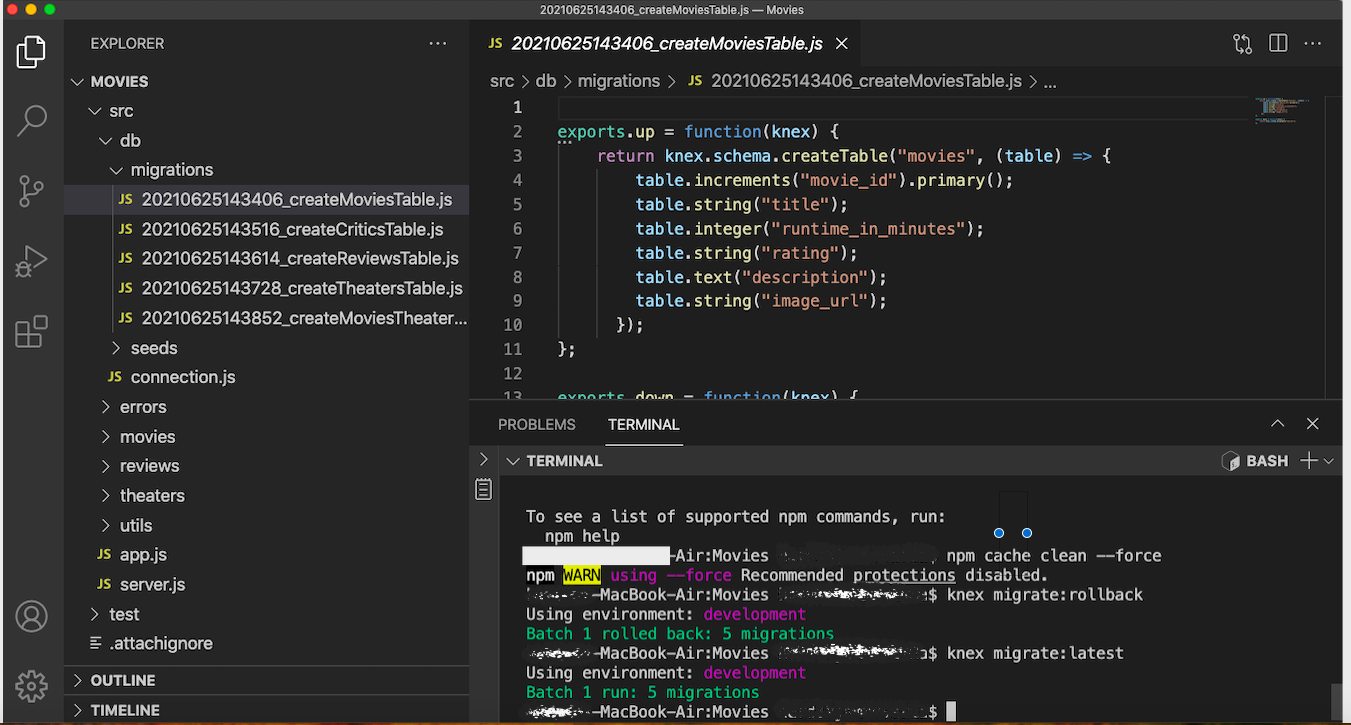 20210625143406_createMoviesTable.js — Movies
EXPLORER
MOVIES
src
db
migrations
JS 20210625143406_createMoviesTable.js
JS 20210625143516_createCriticsTable.js
JS 20210625143614_createReviewsTable.js
JS 20210625143728_createTheatersTable.js
JS 20210625143852_createMoviesTheater...
seeds
JS connection.js
errors
movies
reviews
theaters
utils
JS app.js
JS server.js
test
.attachignore
OUTLINE
TIMELINE
JS 20210625143406_createMoviesTable.js
src > db > migrations > JS 20210625143406_createMoviesTable.js > ...
1
2 exports.up = function(knex) {
3 return knex.schema.createTable("movies", (table) => {
4 table.increments("movie_id").primary();
5 table.string("title");
6 table.integer("runtime_in_minutes");
7 table.string("rating");
8 table.text("description");
9 table.string("image_url");
10 });
11 };
12
13 exports.down = function(knex) {
PROBLEMS TERMINAL
TERMINAL BASH
To see a list of supported npm commands, run:
npm help
-Air:Movies npm cache clean --force
npm WARN using --force Recommended protections disabled.
-MacBook-Air:Movies $ knex migrate:rollback
Using environment: development
Batch 1 rolled back: 5 migrations
-MacBook-Air:Movies $ knex migrate:latest
Using environment: development
Batch 1 run: 5 migrations
-MacBook-Air:Movies $